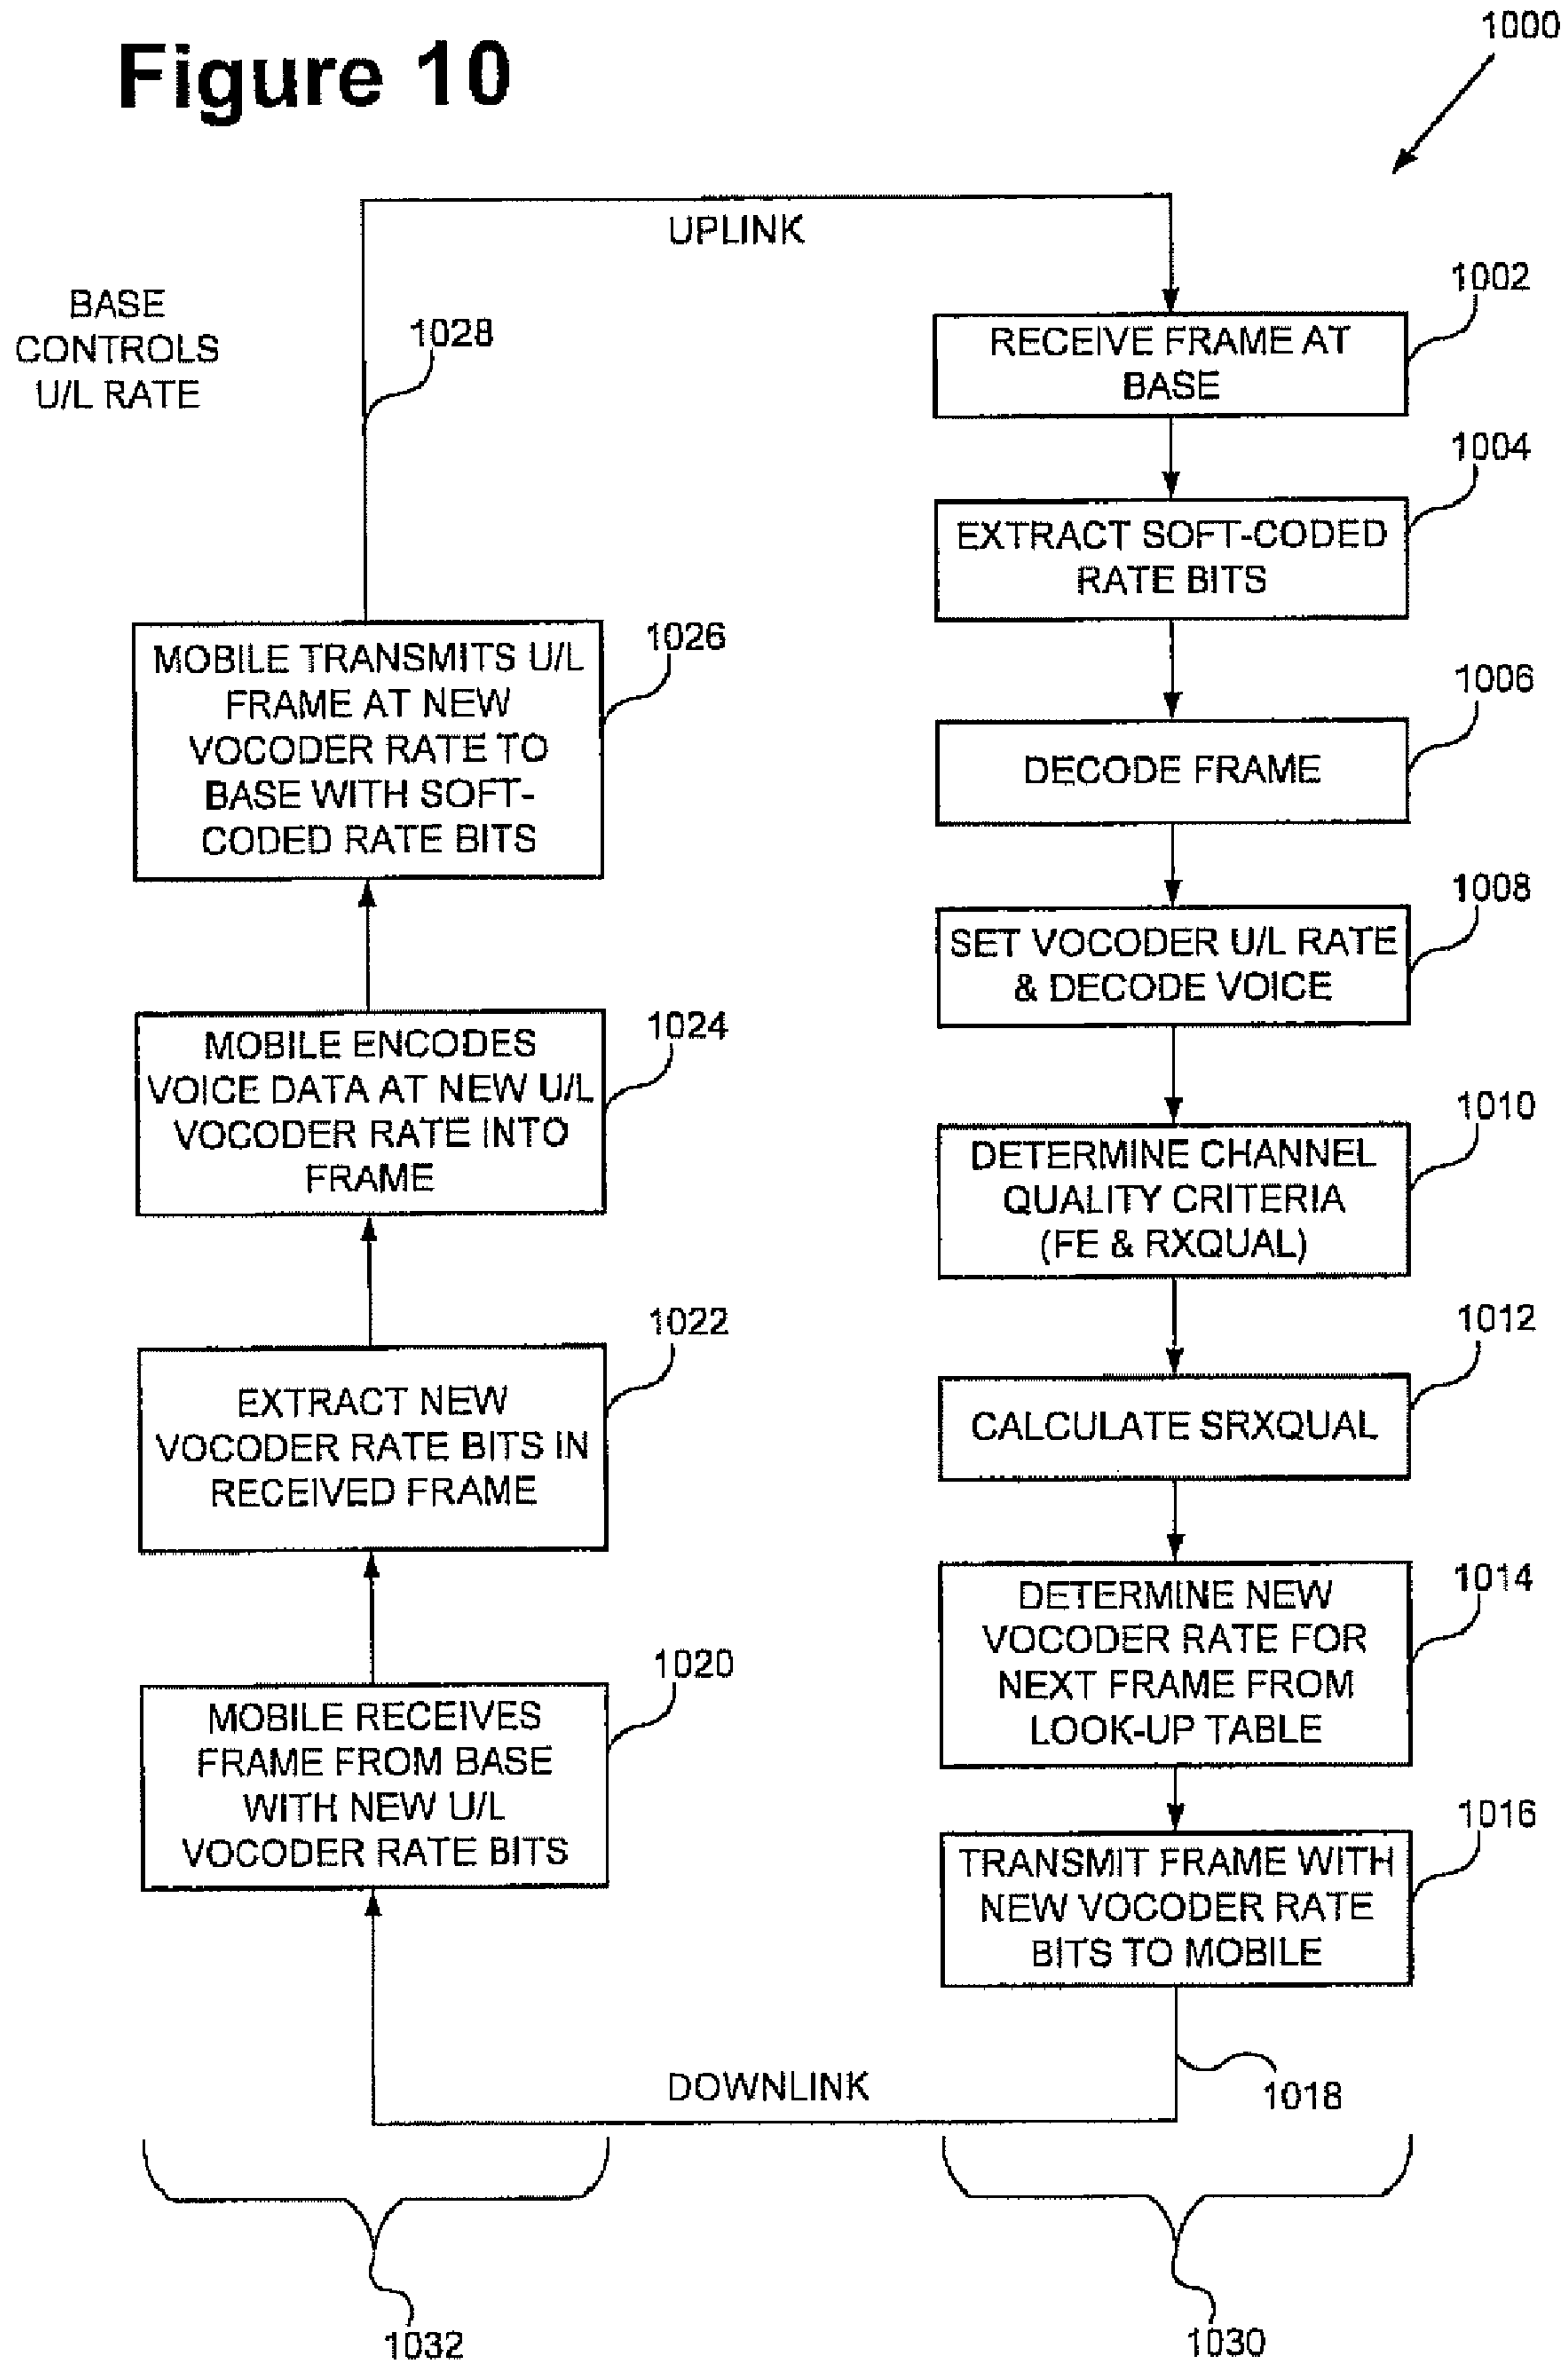 Figure 10
1000
UPLINK
BASE
CONTROLS
U/L RATE
1028
1002
RECEIVE FRAME AT
BASE
1004
EXTRACT SOFT-CODED
RATE BITS
1006
DECODE FRAME
1008
SET VOCODER U/L RATE
& DECODE VOICE
1010
DETERMINE CHANNEL
QUALITY CRITERIA
(FE & RXQUAL)
1012
CALCULATE SRXQUAL
1014
DETERMINE NEW
VOCODER RATE FOR
NEXT FRAME FROM
LOOK-UP TABLE
1016
TRANSMIT FRAME WITH
NEW VOCODER RATE
BITS TO MOBILE
1018
DOWNLINK
1020
MOBILE RECEIVES
FRAME FROM BASE
WITH NEW U/L
VOCODER RATE BITS
1022
EXTRACT NEW
VOCODER RATE BITS IN
RECEIVED FRAME
1024
MOBILE ENCODES
VOICE DATA AT NEW U/L
VOCODER RATE INTO
FRAME
1026
MOBILE TRANSMITS U/L
FRAME AT NEW
VOCODER RATE TO
BASE WITH SOFT-
CODED RATE BITS
1032
1030